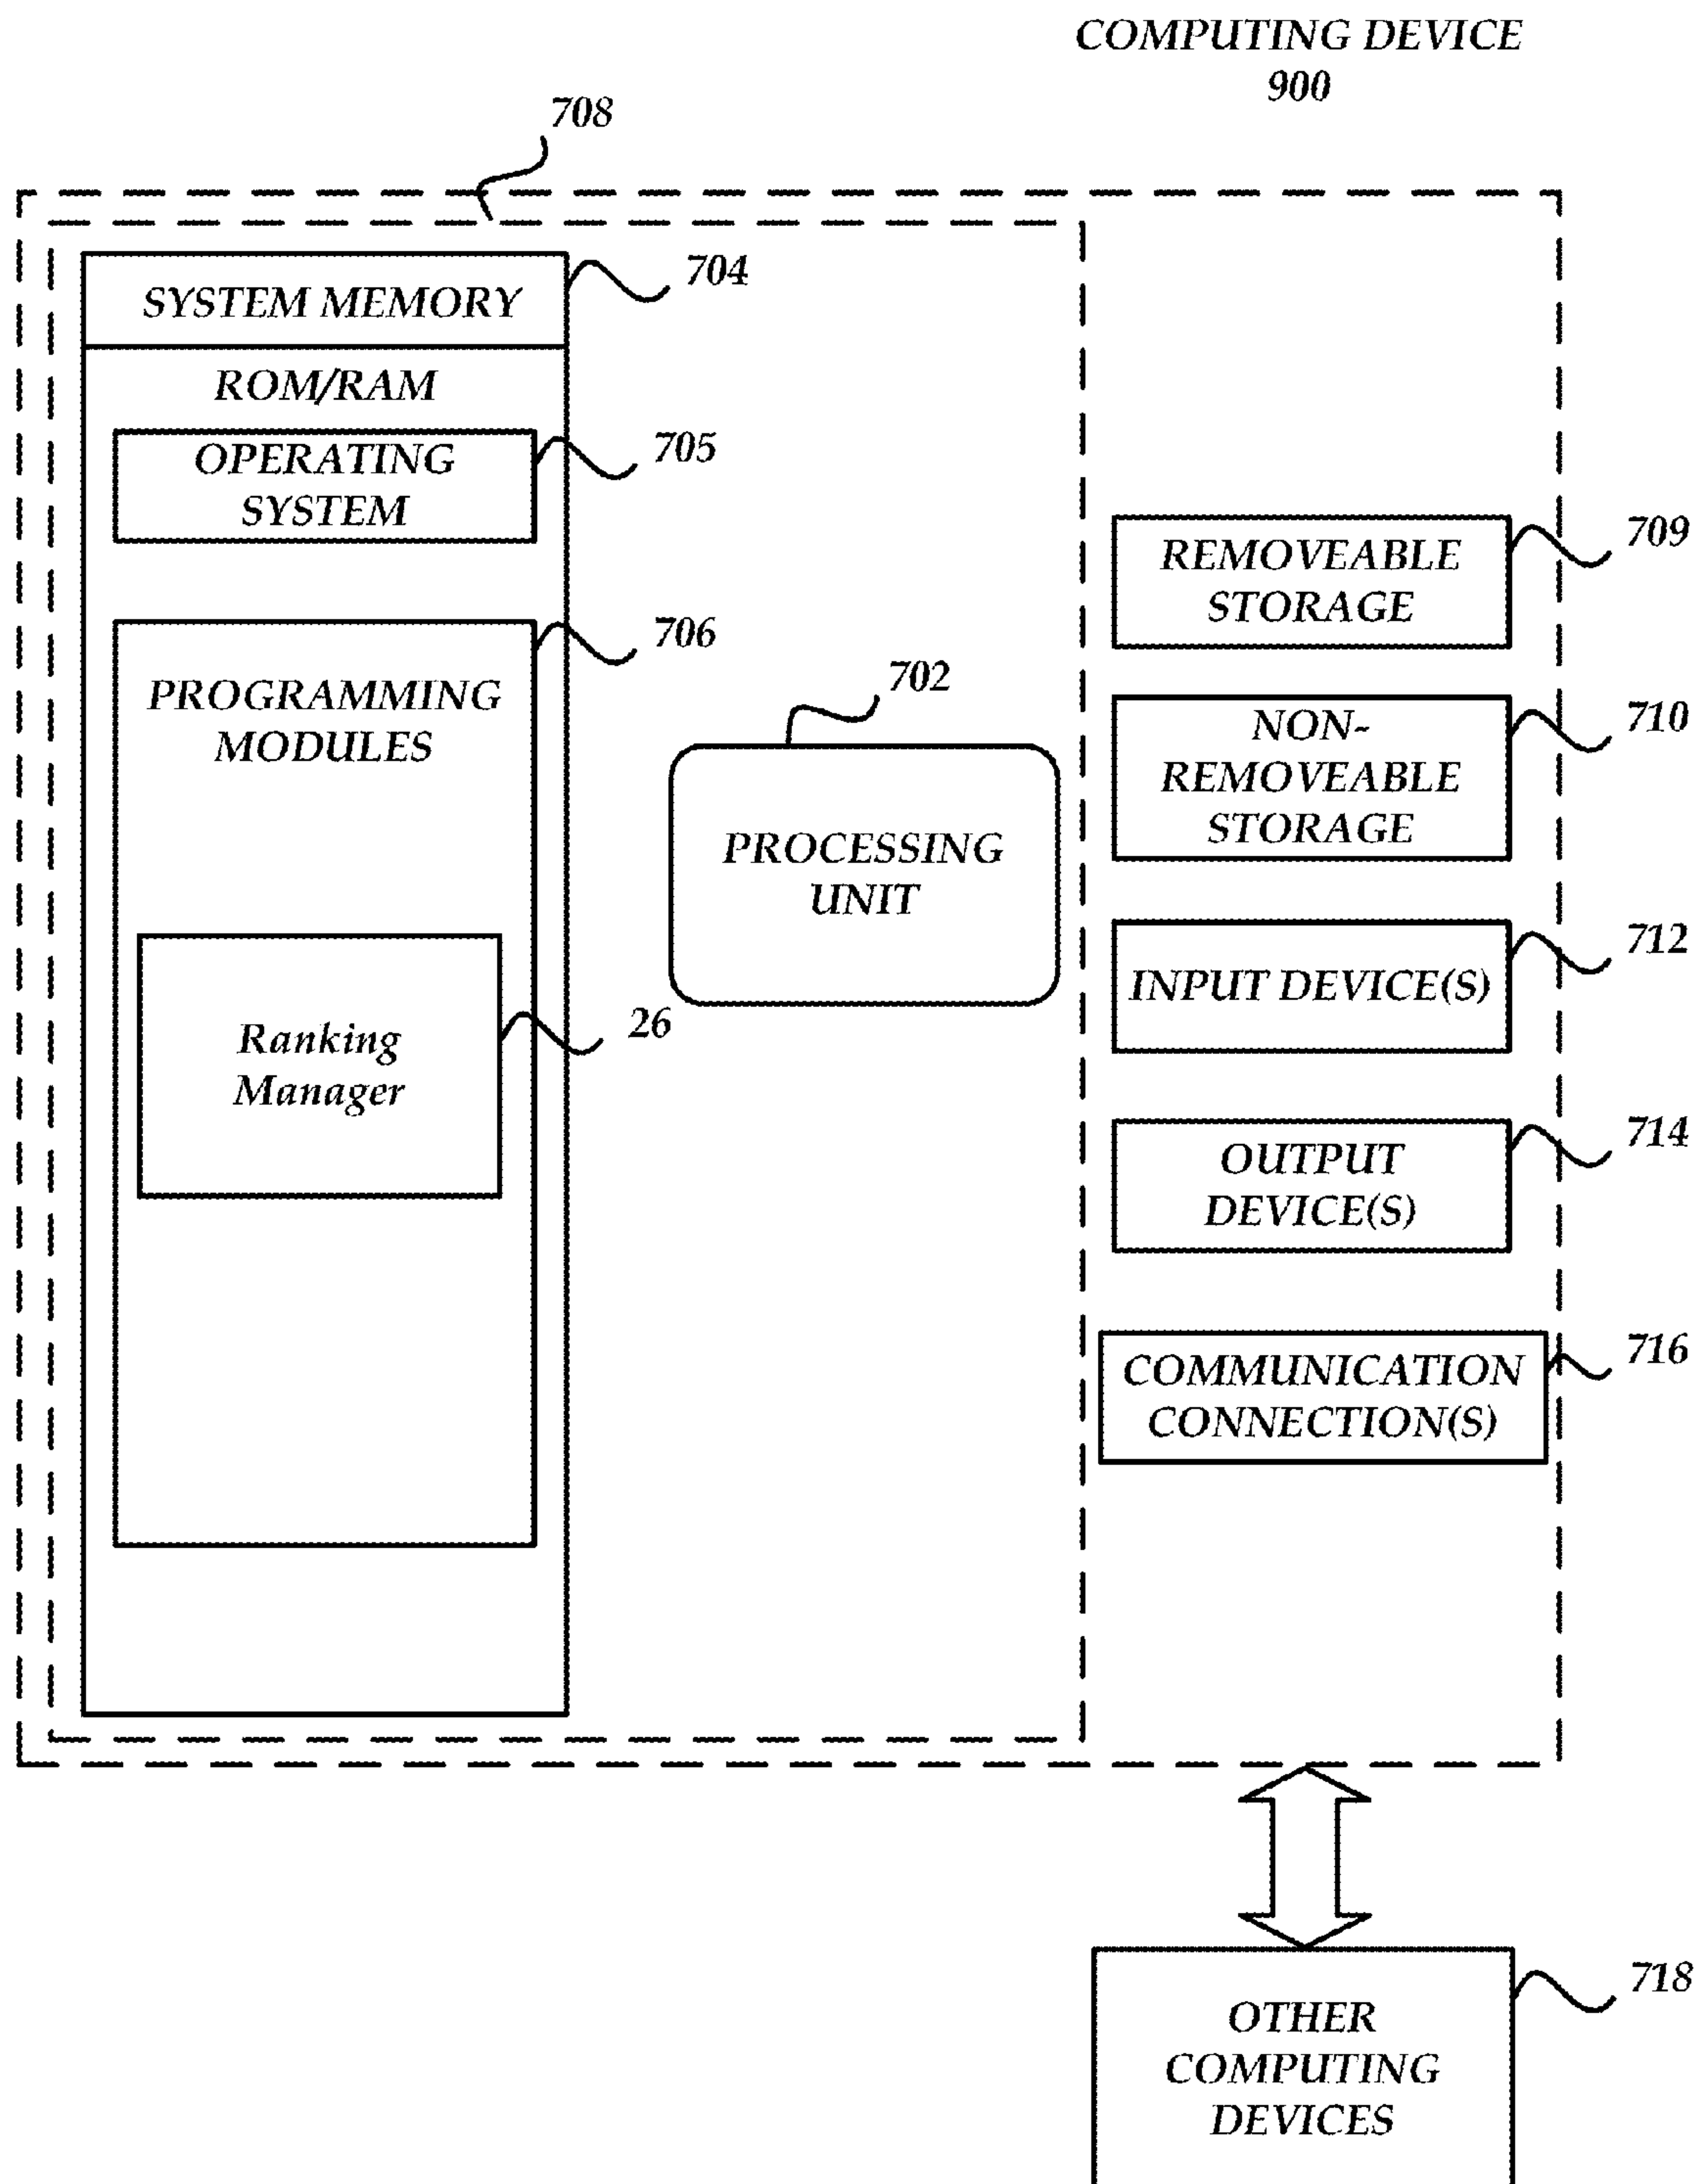 COMPUTING DEVICE
900
708
SYSTEM MEMORY
704
ROM/RAM
OPERATING
SYSTEM
705
PROGRAMMING
MODULES
706
Ranking
Manager
26
702
PROCESSING
UNIT
REMOVEABLE
STORAGE
709
NON-
REMOVEABLE
STORAGE
710
INPUT DEVICE(S)
712
OUTPUT
DEVICE(S)
714
COMMUNICATION
CONNECTION(S)
716
OTHER
COMPUTING
DEVICES
718